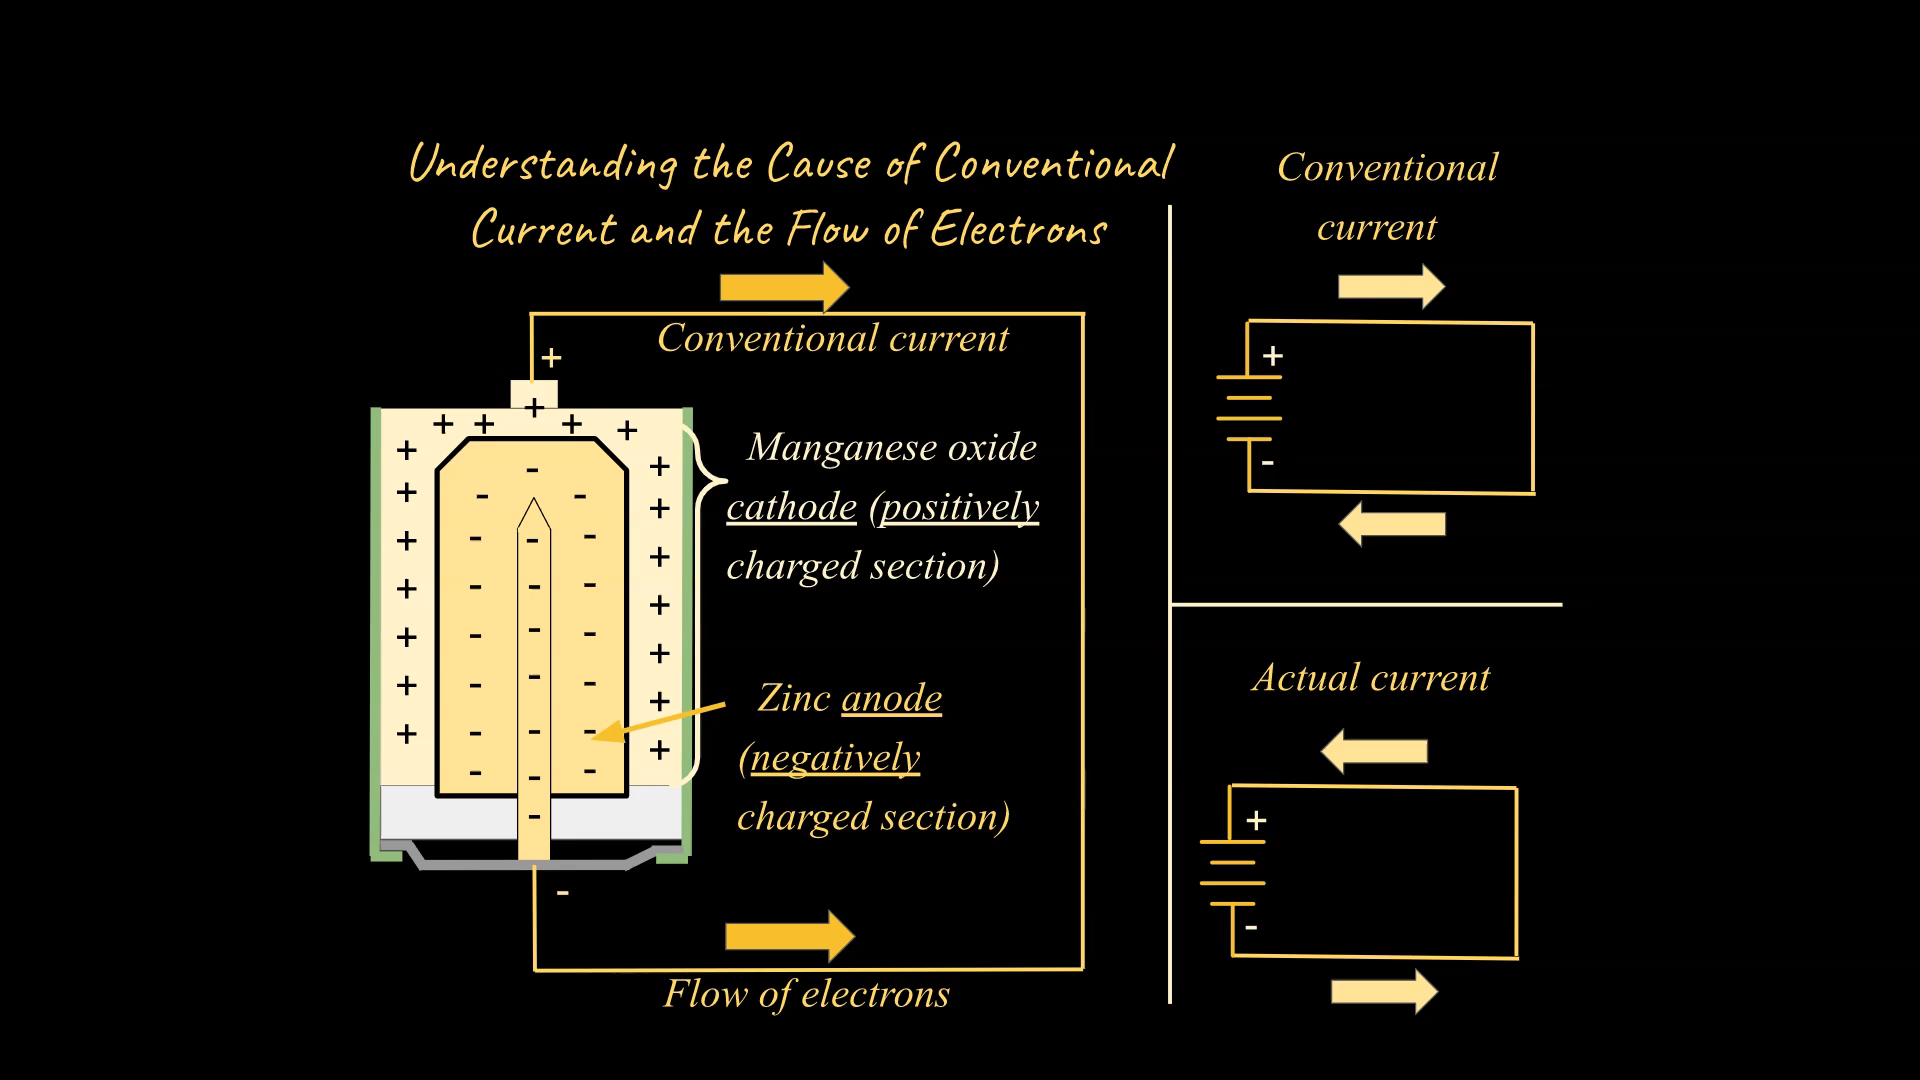 Understanding the Cause of Conventional
Current and the Flow of Electrons
Conventional current
+
+
+ + + +
Manganese oxide
cathode (positively
charged section)
Zinc anode
(negatively
charged section)
-
Flow of electrons
Conventional
current
+
-
Actual current
+
-